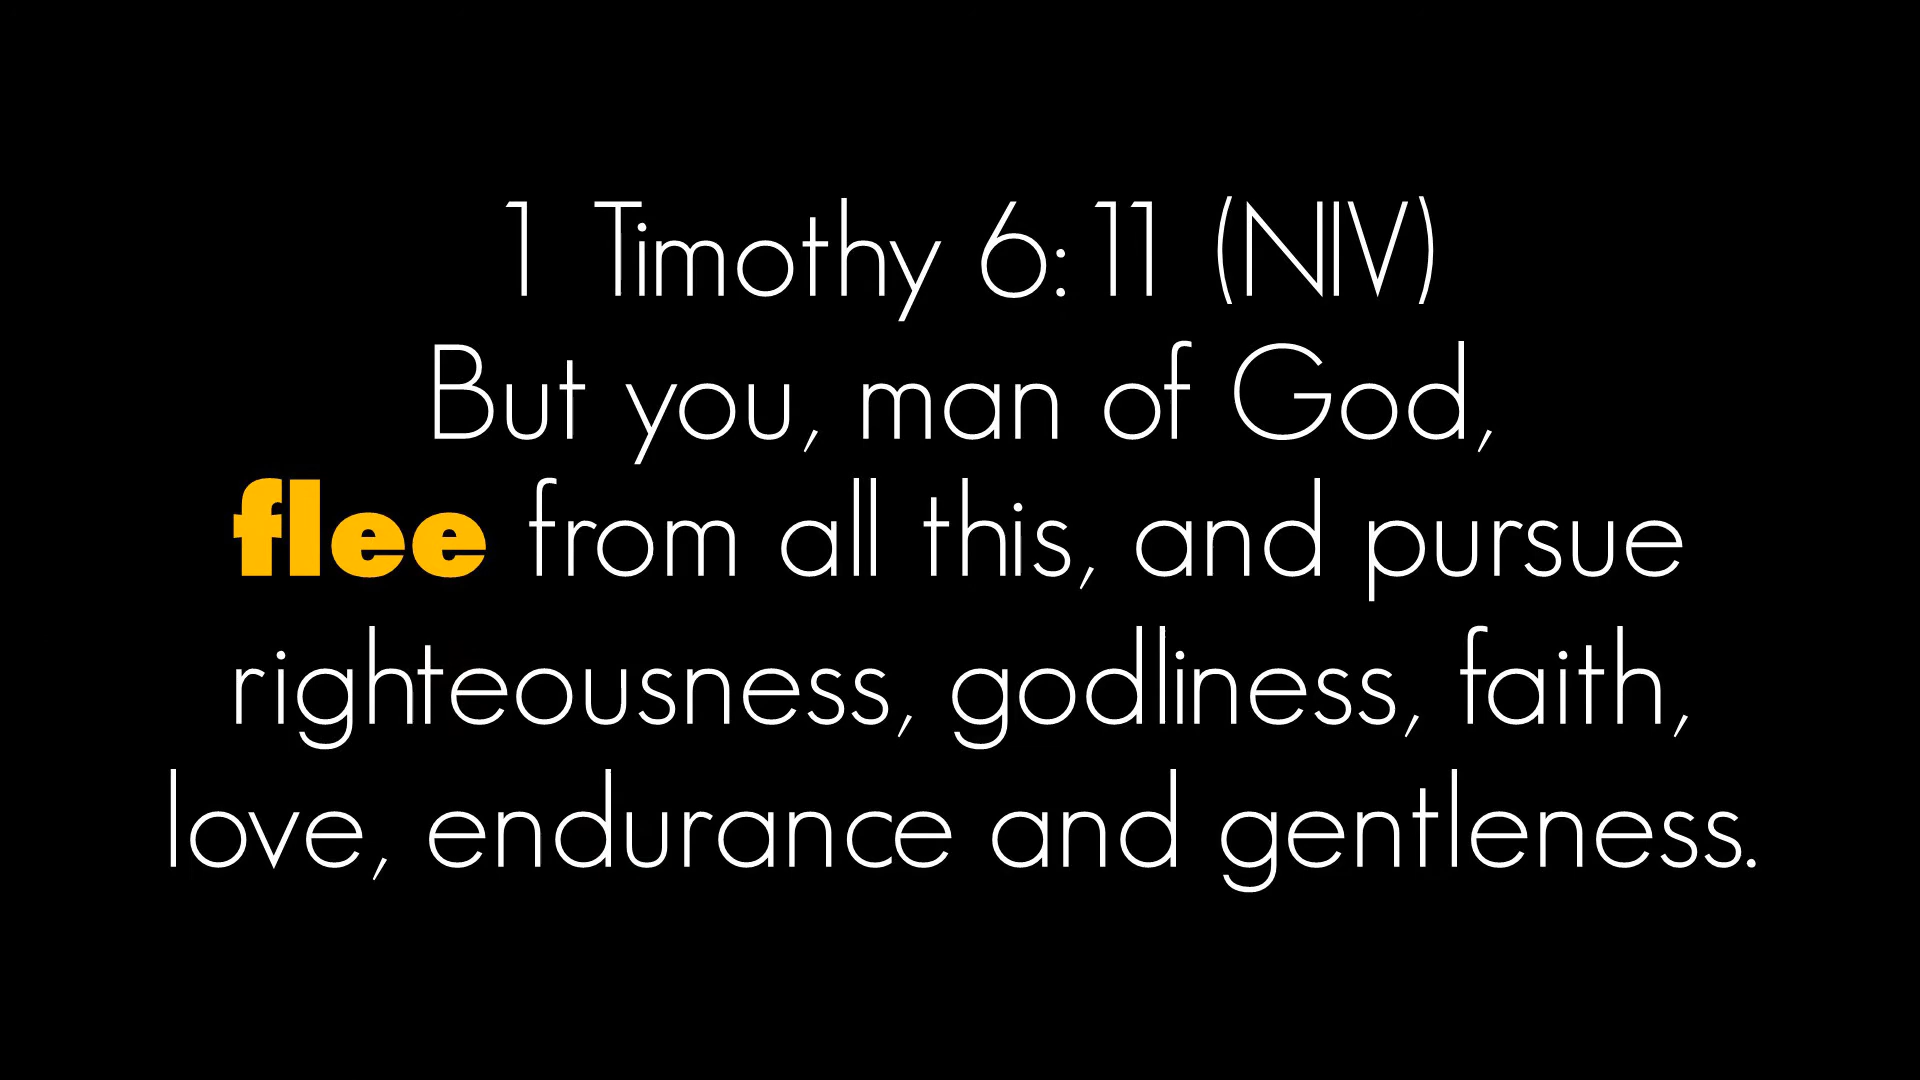 1 Timothy 6:11 (NIV)
But you, man of God,
flee from all this, and pursue
righteousness, godliness, faith,
love, endurance and gentleness.